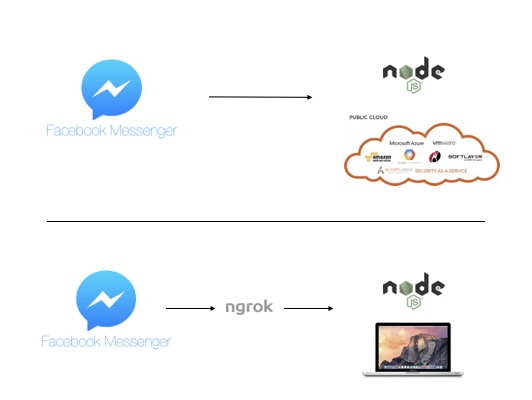 node
JS
Facebook Messenger
PUBLIC CLOUD
Microsoft Azure
vmware
amazon
SOFTLAYER
ALERTLOGIC SECURITY-AS-A-SERVICE
node
JS
ngrok
Facebook Messenger